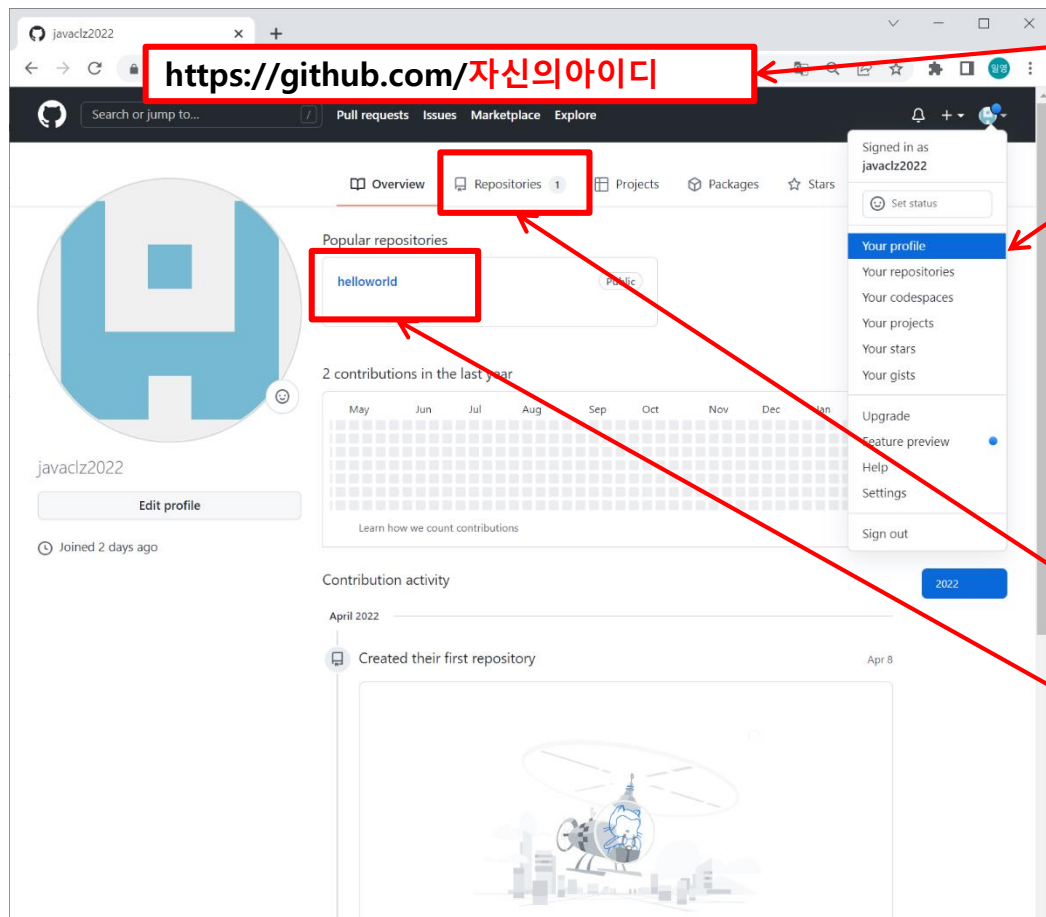 javaclz2022
https://github.com/자신의아이디
일영
Search or jump to...
/
Pull requests Issues Marketplace Explore
Signed in as
javaclz2022
Set status
Your profile
Your repositories
Your codespaces
Your projects
Your stars
Your gists
Upgrade
Feature preview
Help
Settings
Sign out
Overview Repositories 1 Projects Packages Stars
Popular repositories
helloworld Public
2 contributions in the last year
May Jun Jul Aug Sep Oct Nov Dec Jan
Learn how we count contributions
javaclz2022
Edit profile
Joined 2 days ago
Contribution activity
2022
April 2022
Created their first repository Apr 8